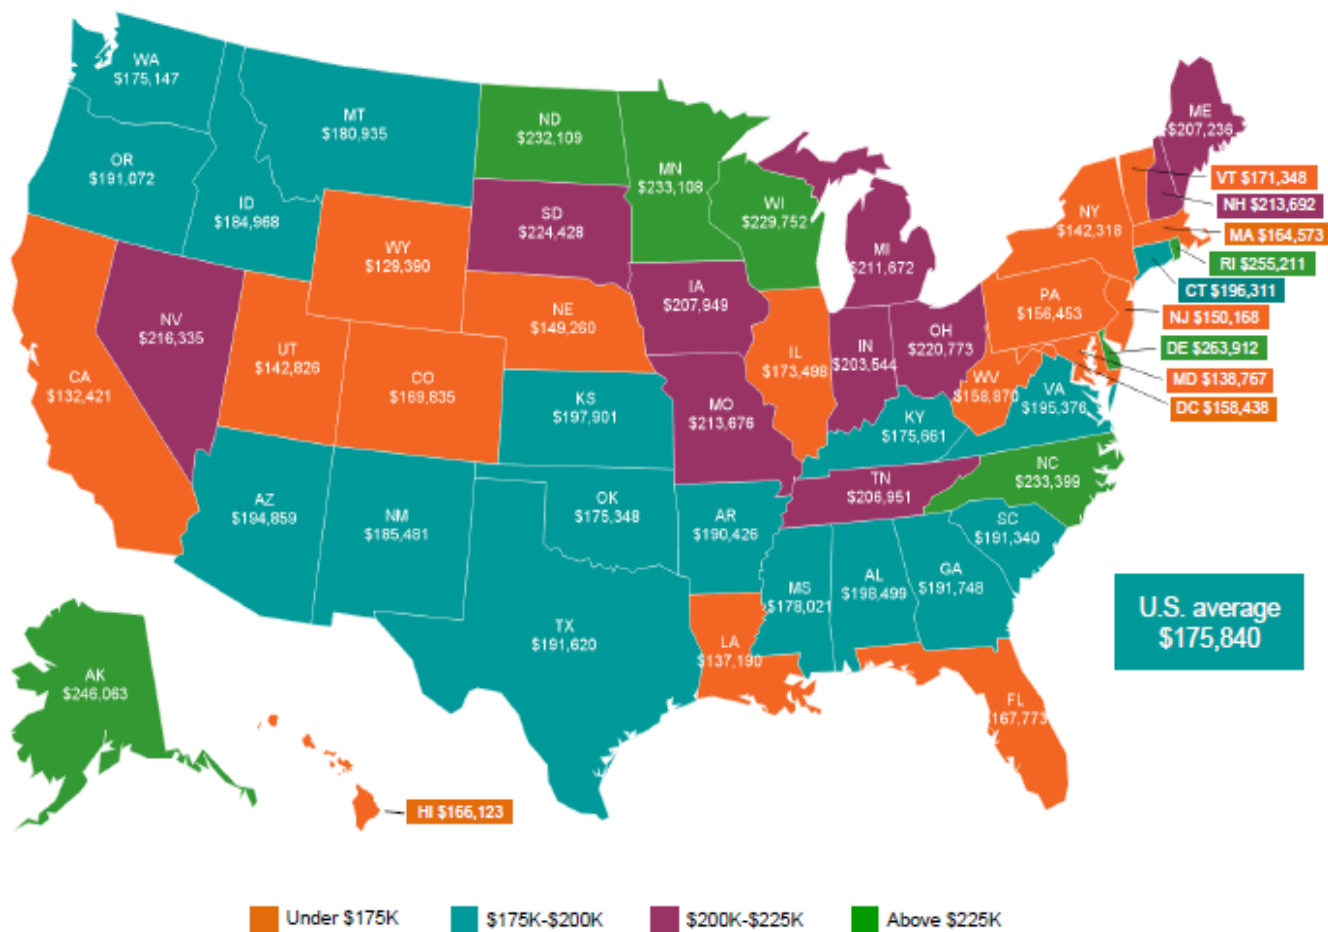 WA
$175,147
MT
$180,935
ND
$232,109
MN
$233,108
ME
$207,236
OR
$191,072
ID
$184,968
SD
$224,428
WI
$229,752
VT $171,348
NH $213,692
NY
$142,318
MA $164,573
WY
$129,390
MI
$211,672
RI $255,211
CT $196,311
IA
$207,949
PA
$156,453
NJ $150,168
NV
$216,335
NE
$149,260
OH
$220,773
DE $263,912
UT
$142,826
IL
$173,498
IN
$203,544
MD $138,767
CA
$132,421
CO
$169,835
WV
$158,870
VA
$195,376
DC $158,438
KS
$197,901
MO
$213,676
KY
$175,661
NC
$233,399
TN
$206,951
AZ
$194,859
NM
$185,481
OK
$175,348
AR
$190,426
SC
$191,340
MS
$178,021
AL
$198,499
GA
$191,748
U.S. average
$175,840
TX
$191,620
LA
$137,190
AK
$246,063
FL
$167,773
HI $166,123
Under $175K
$175K-$200K
$200K-$225K
Above $225K